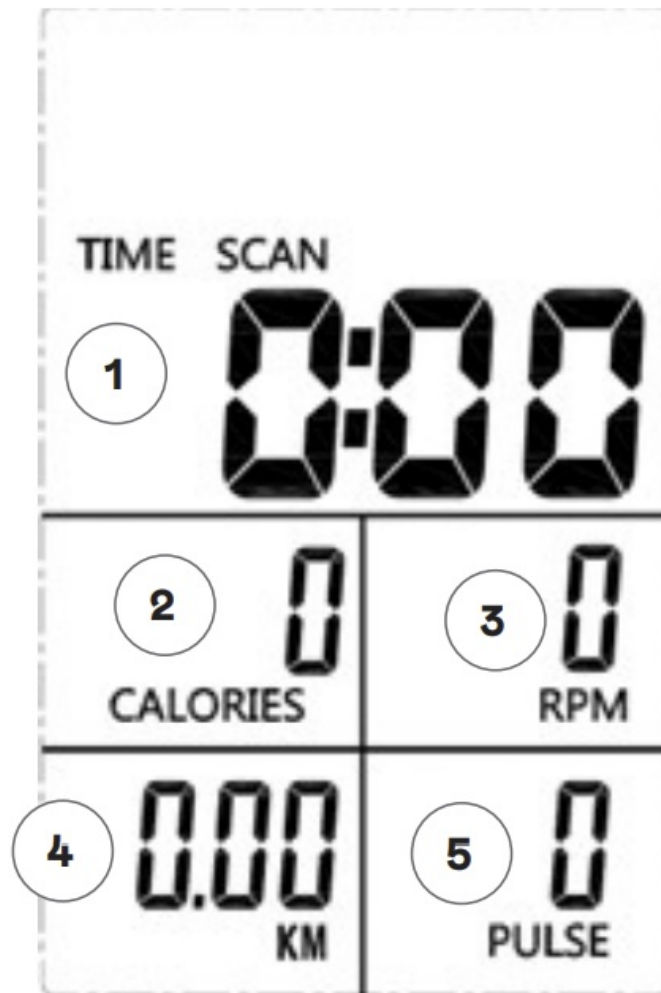 TIME SCAN
1 0:00
2 0 3 0
CALORIES RPM
4 0.00 5 0
KM PULSE